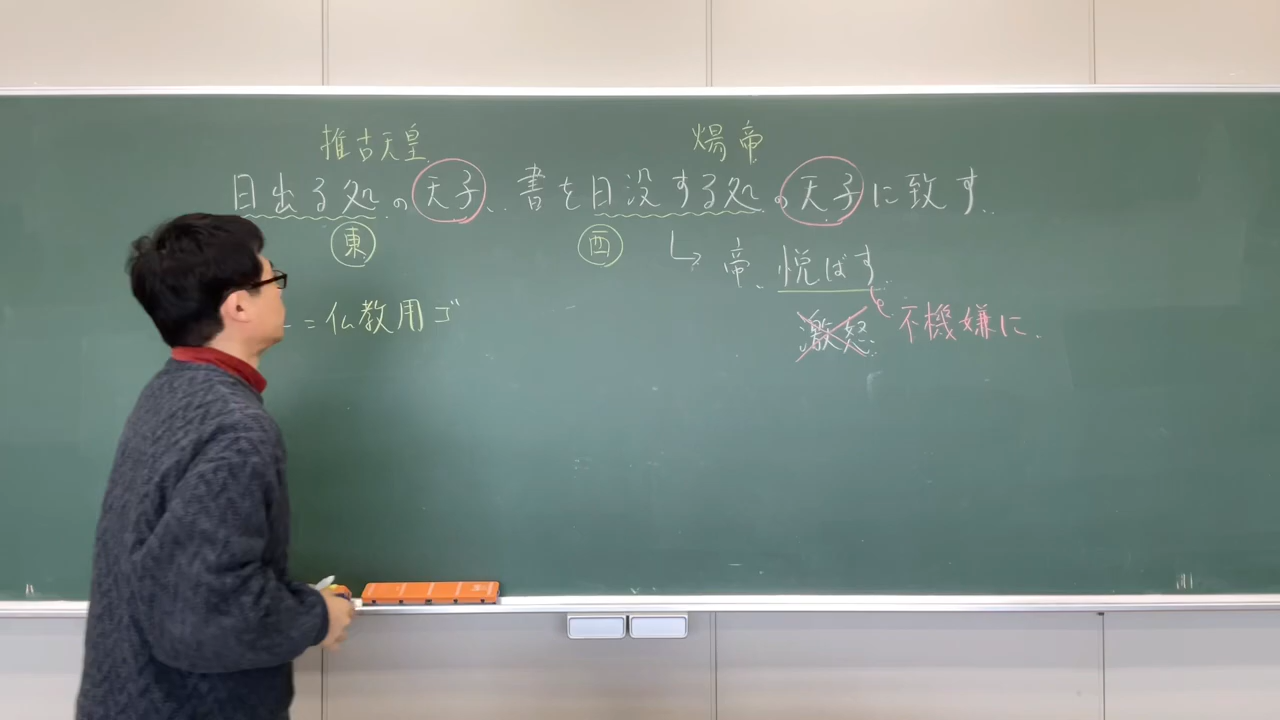 推古天皇 煬帝
日出る処の天子、書を日没する処の天子に致す。
東 西
帝、悦ばず。
＝仏教用ゴ
激怒 不機嫌に。